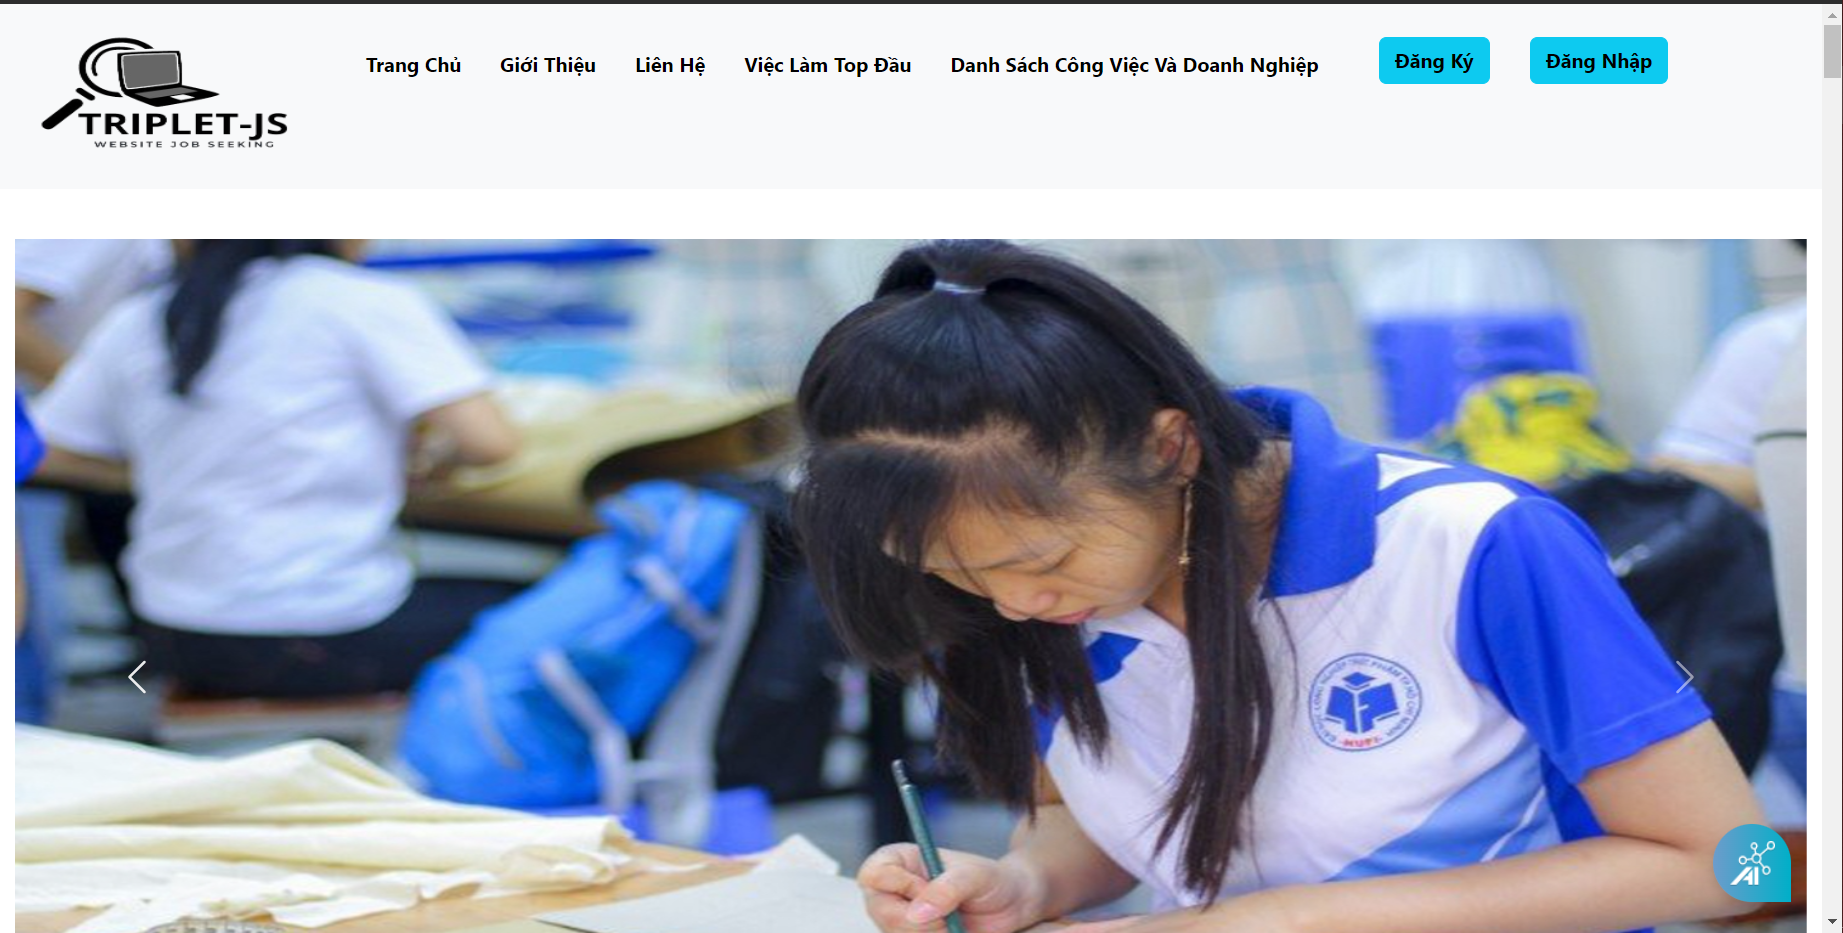 TRIPLET-JS
WEBSITE JOB SEEKING
Trang Chủ
Giới Thiệu
Liên Hệ
Việc Làm Top Đầu
Danh Sách Công Việc Và Doanh Nghiệp
Đăng Ký
Đăng Nhập
AI